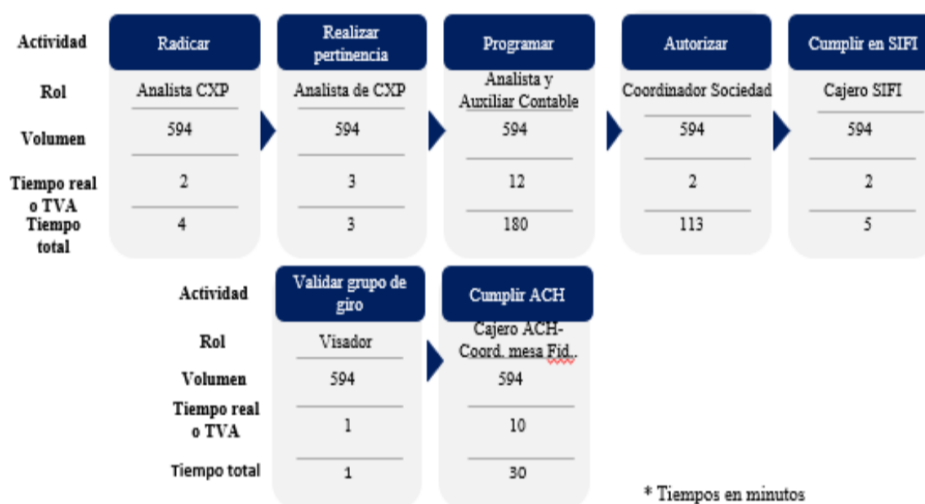 Actividad Radicar Realizar pertinencia Programar Autorizar Cumplir en SIFI
Rol Analista CXP Analista de CXP Analista y Auxiliar Contable Coordinador Sociedad Cajero SIFI
Volumen 594 594 594 594 594
Tiempo real o TVA 2 3 12 2 2
Tiempo total 4 3 180 113 5
Actividad Validar grupo de giro Cumplir ACH
Rol Visador Cajero ACH- Coord. mesa Fid..
Volumen 594 594
Tiempo real o TVA 1 10
Tiempo total 1 30
* Tiempos en minutos